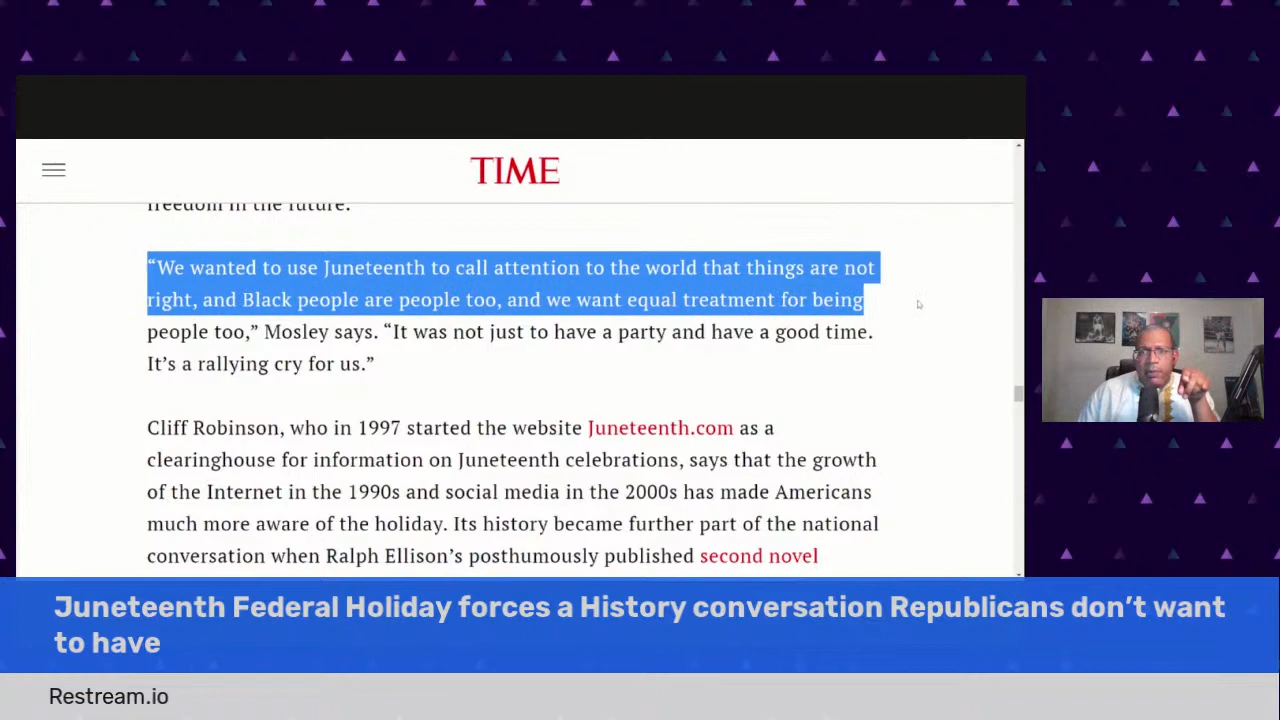 TIME
freedom in the future.
“We wanted to use Juneteenth to call attention to the world that things are not
right, and Black people are people too, and we want equal treatment for being
people too,” Mosley says. “It was not just to have a party and have a good time.
It’s a rallying cry for us.”
Cliff Robinson, who in 1997 started the website Juneteenth.com as a
clearinghouse for information on Juneteenth celebrations, says that the growth
of the Internet in the 1990s and social media in the 2000s has made Americans
much more aware of the holiday. Its history became further part of the national
conversation when Ralph Ellison’s posthumously published second novel
Juneteenth Federal Holiday forces a History conversation Republicans don’t want
to have
Restream.io